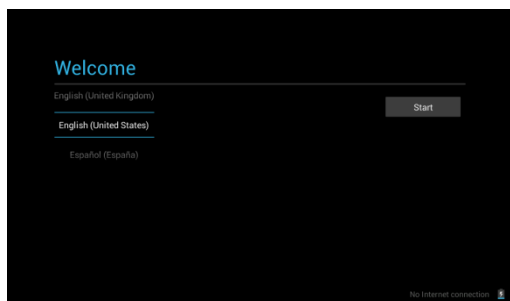 Welcome
English (United Kingdom)
Start
English (United States)
Español (España)
No Internet connection